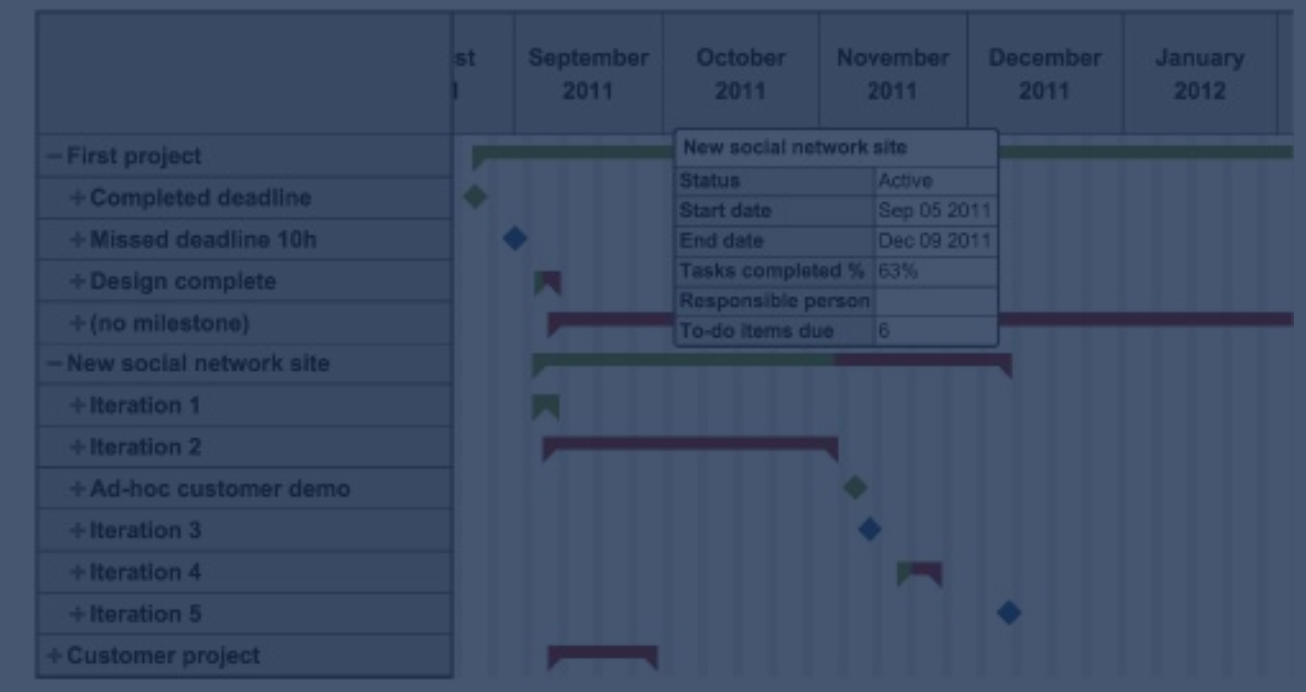 st September October November December January
1 2011 2011 2011 2011 2012
− First project
+ Completed deadline
+ Missed deadline 10h
+ Design complete
+ (no milestone)
− New social network site
+ Iteration 1
+ Iteration 2
+ Ad-hoc customer demo
+ Iteration 3
+ Iteration 4
+ Iteration 5
+ Customer project
New social network site
Status Active
Start date Sep 05 2011
End date Dec 09 2011
Tasks completed % 63%
Responsible person
To-do items due 6